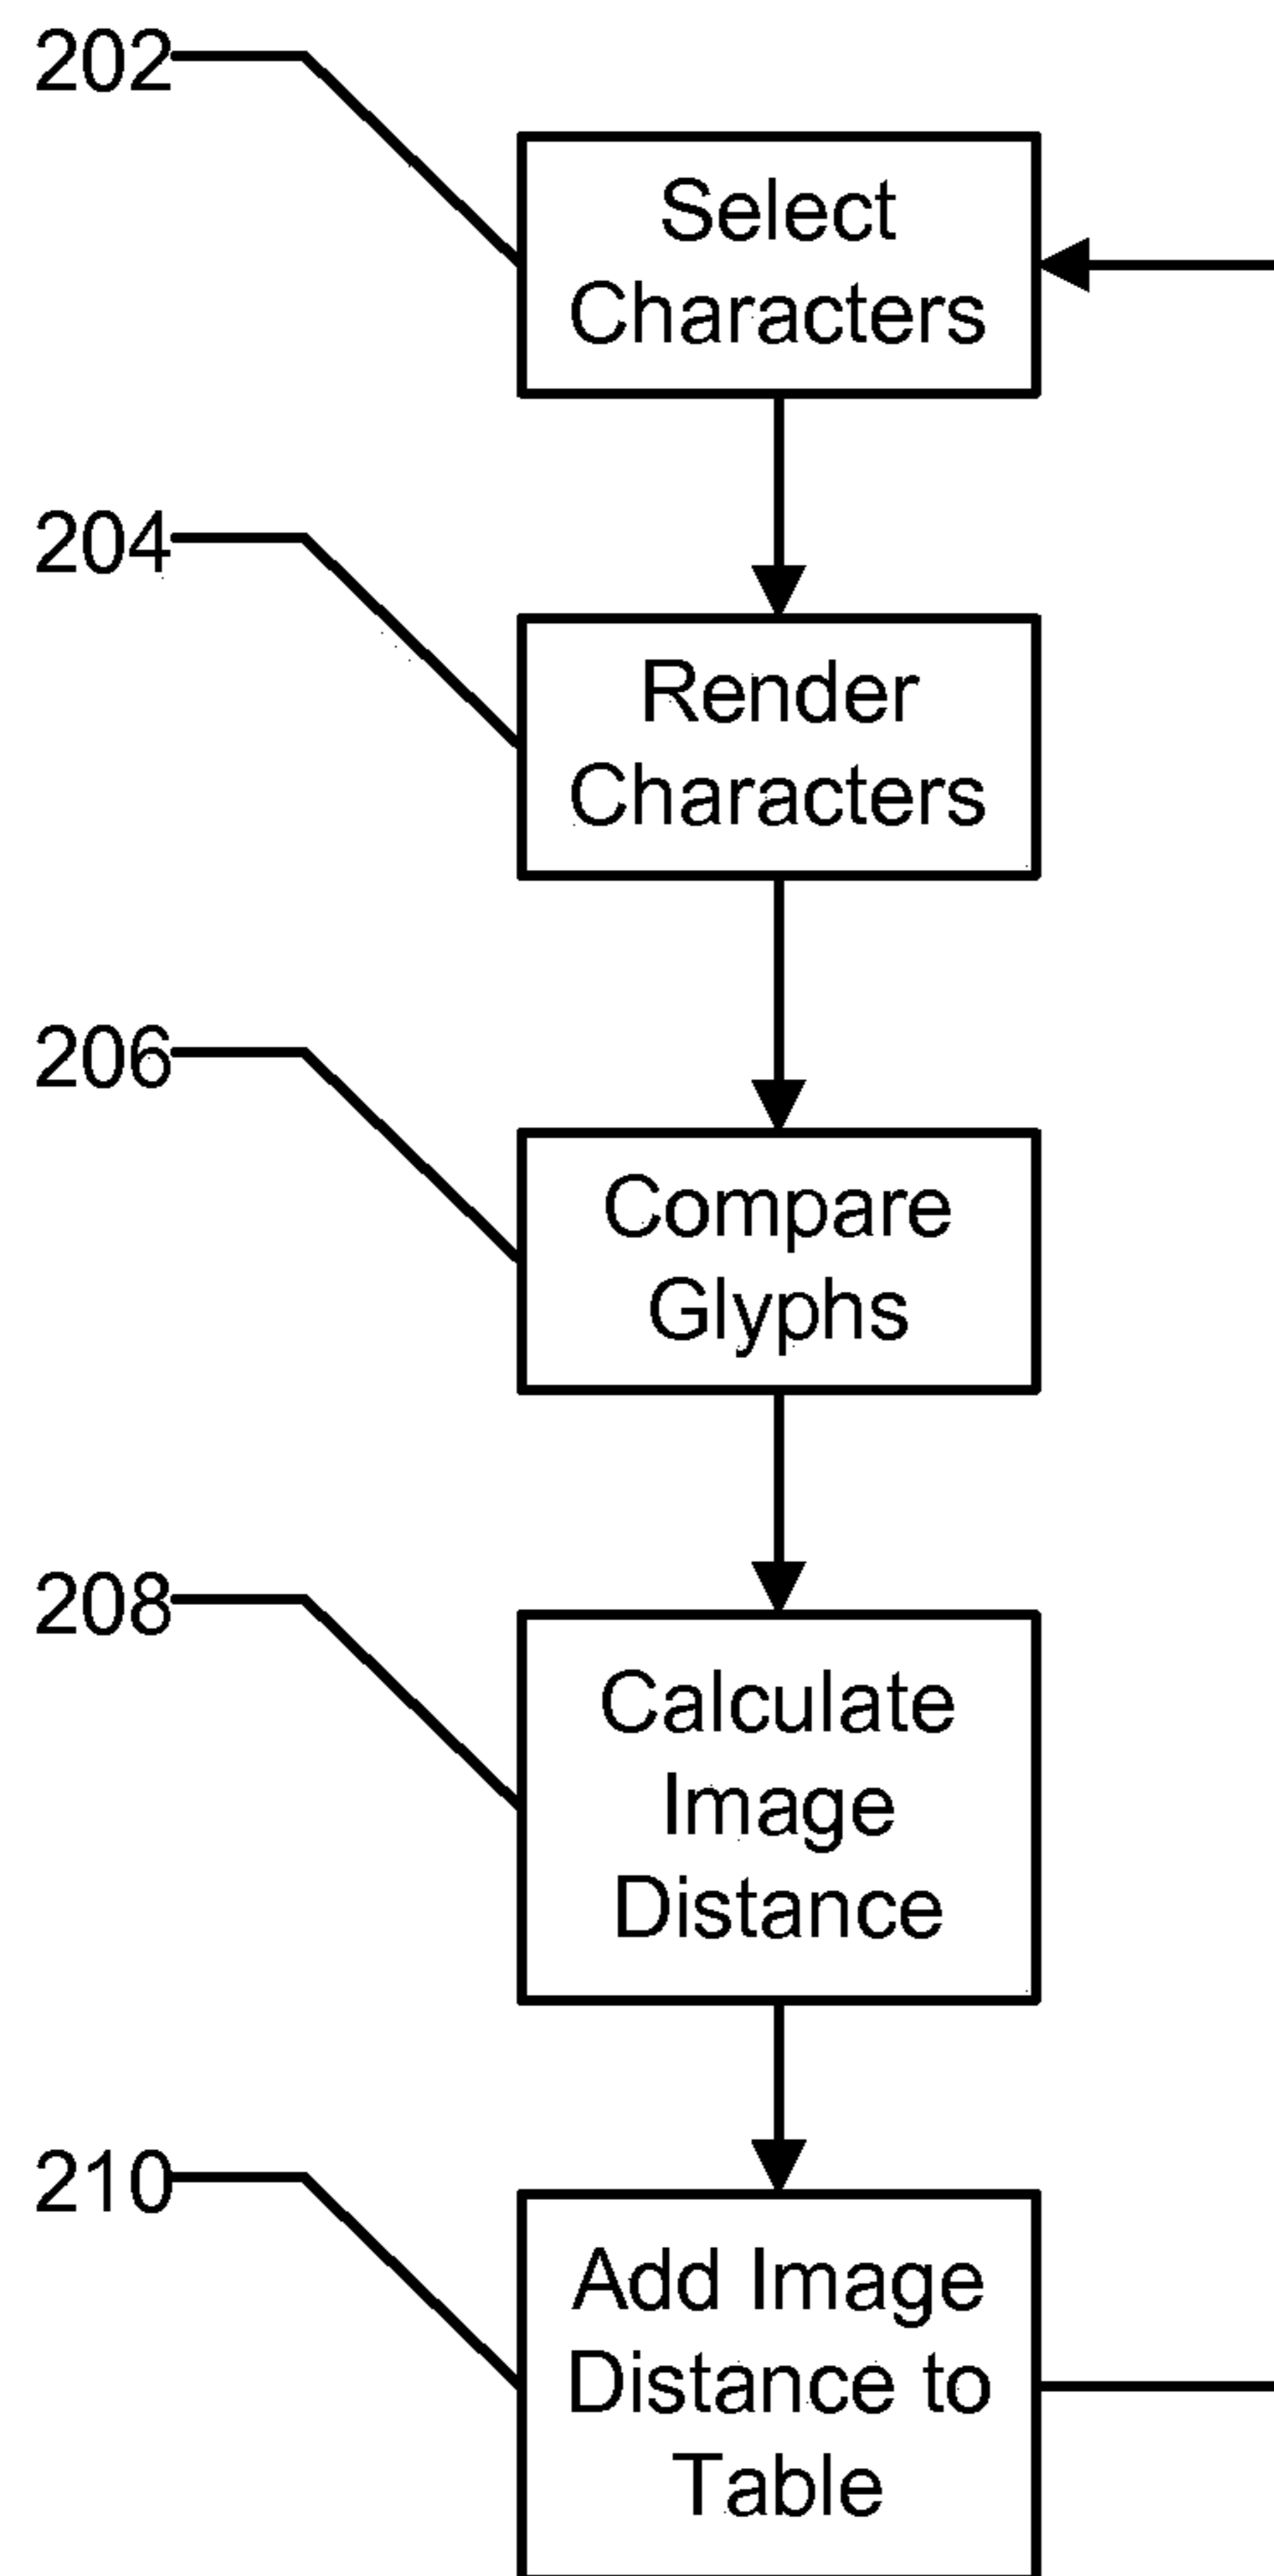 202
Select
Characters
204
Render
Characters
206
Compare
Glyphs
208
Calculate
Image
Distance
210
Add Image
Distance to
Table